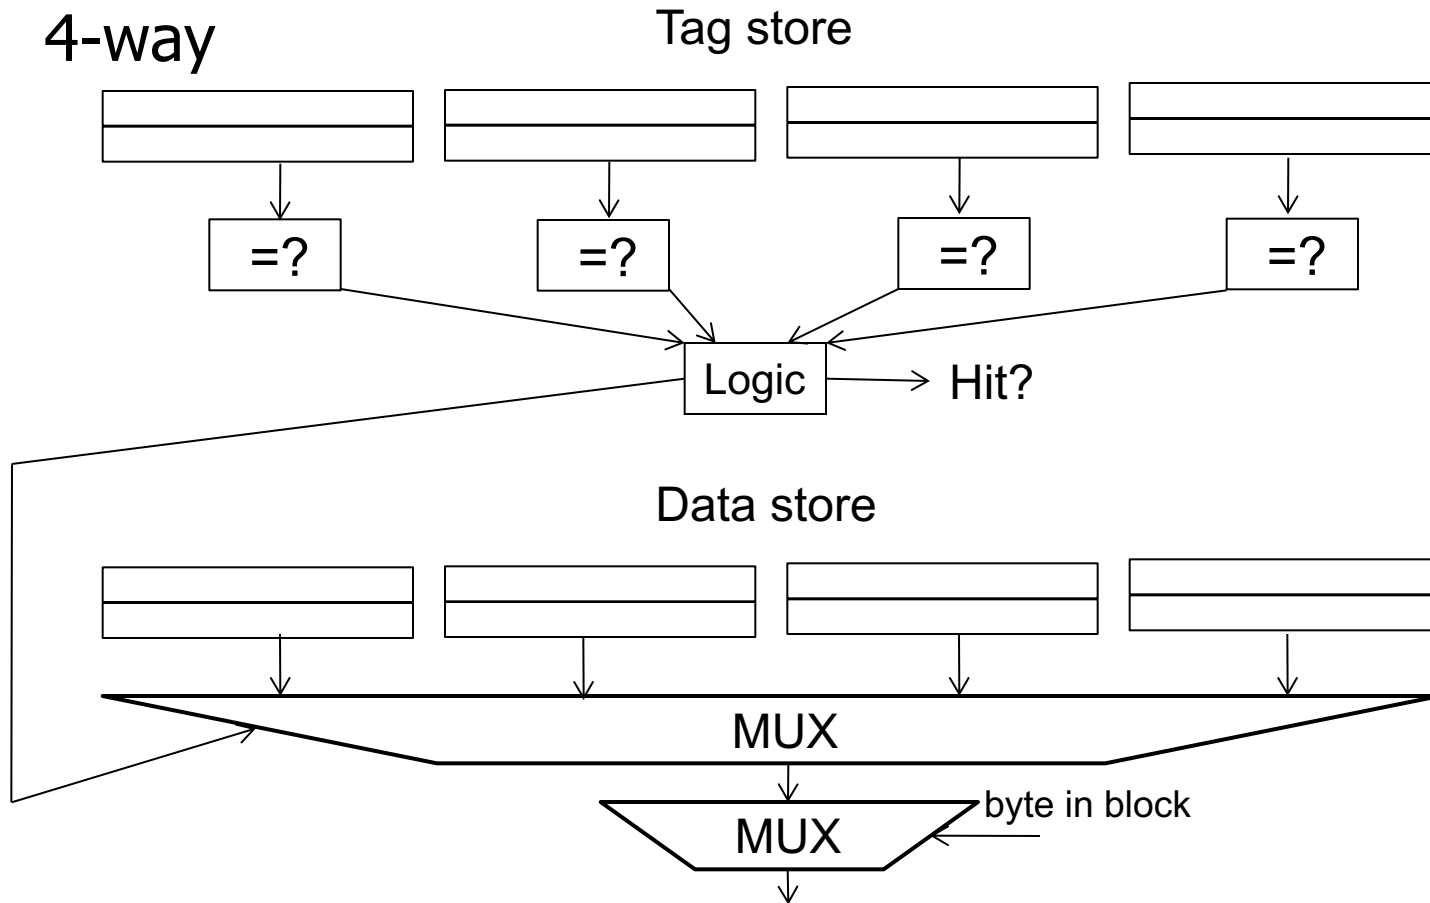 4-way
Tag store
=? =? =? =?
Logic
Hit?
Data store
MUX
byte in block
MUX